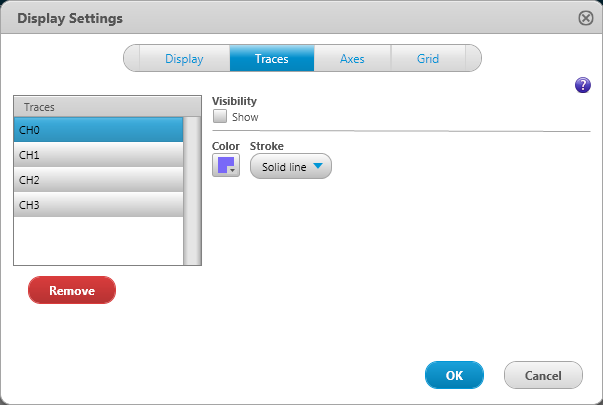 Display Settings
Display Traces Axes Grid
?
Traces
CH0
CH1
CH2
CH3
Remove
Visibility
Show
Color Stroke
Solid line
OK Cancel